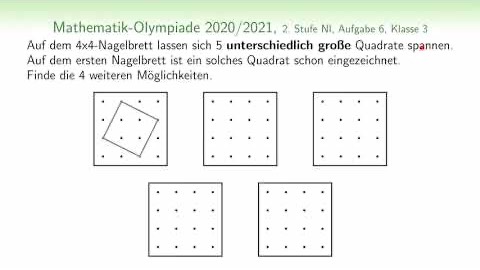 Mathematik-Olympiade 2020/2021, 2. Stufe NI, Aufgabe 6, Klasse 3
Auf dem 4x4-Nagelbrett lassen sich 5 unterschiedlich große Quadrate spannen.
Auf dem ersten Nagelbrett ist ein solches Quadrat schon eingezeichnet.
Finde die 4 weiteren Möglichkeiten.